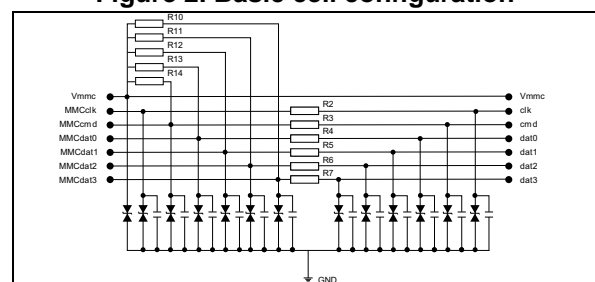 Figure 2. Basic cell configuration
R10
R11
R12
R13
R14
Vmmc Vmmc
MMCclk R2 clk
MMCcmd R3 cmd
MMCdat0 R4 dat0
MMCdat1 R5 dat1
MMCdat2 R6 dat2
MMCdat3 R7 dat3
GND